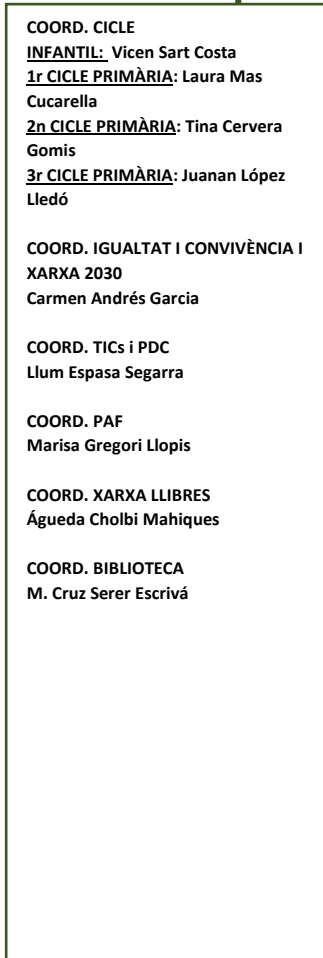 COORD. CICLE
INFANTIL: Vicen Sart Costa
1r CICLE PRIMÀRIA: Laura Mas
Cucarella
2n CICLE PRIMÀRIA: Tina Cervera
Gomis
3r CICLE PRIMÀRIA: Juanan López
Lledó
COORD. IGUALTAT I CONVIVÈNCIA I
XARXA 2030
Carmen Andrés Garcia
COORD. TICs i PDC
Llum Espasa Segarra
COORD. PAF
Marisa Gregori Llopis
COORD. XARXA LLIBRES
Águeda Cholbi Mahiques
COORD. BIBLIOTECA
M. Cruz Serer Escrivá